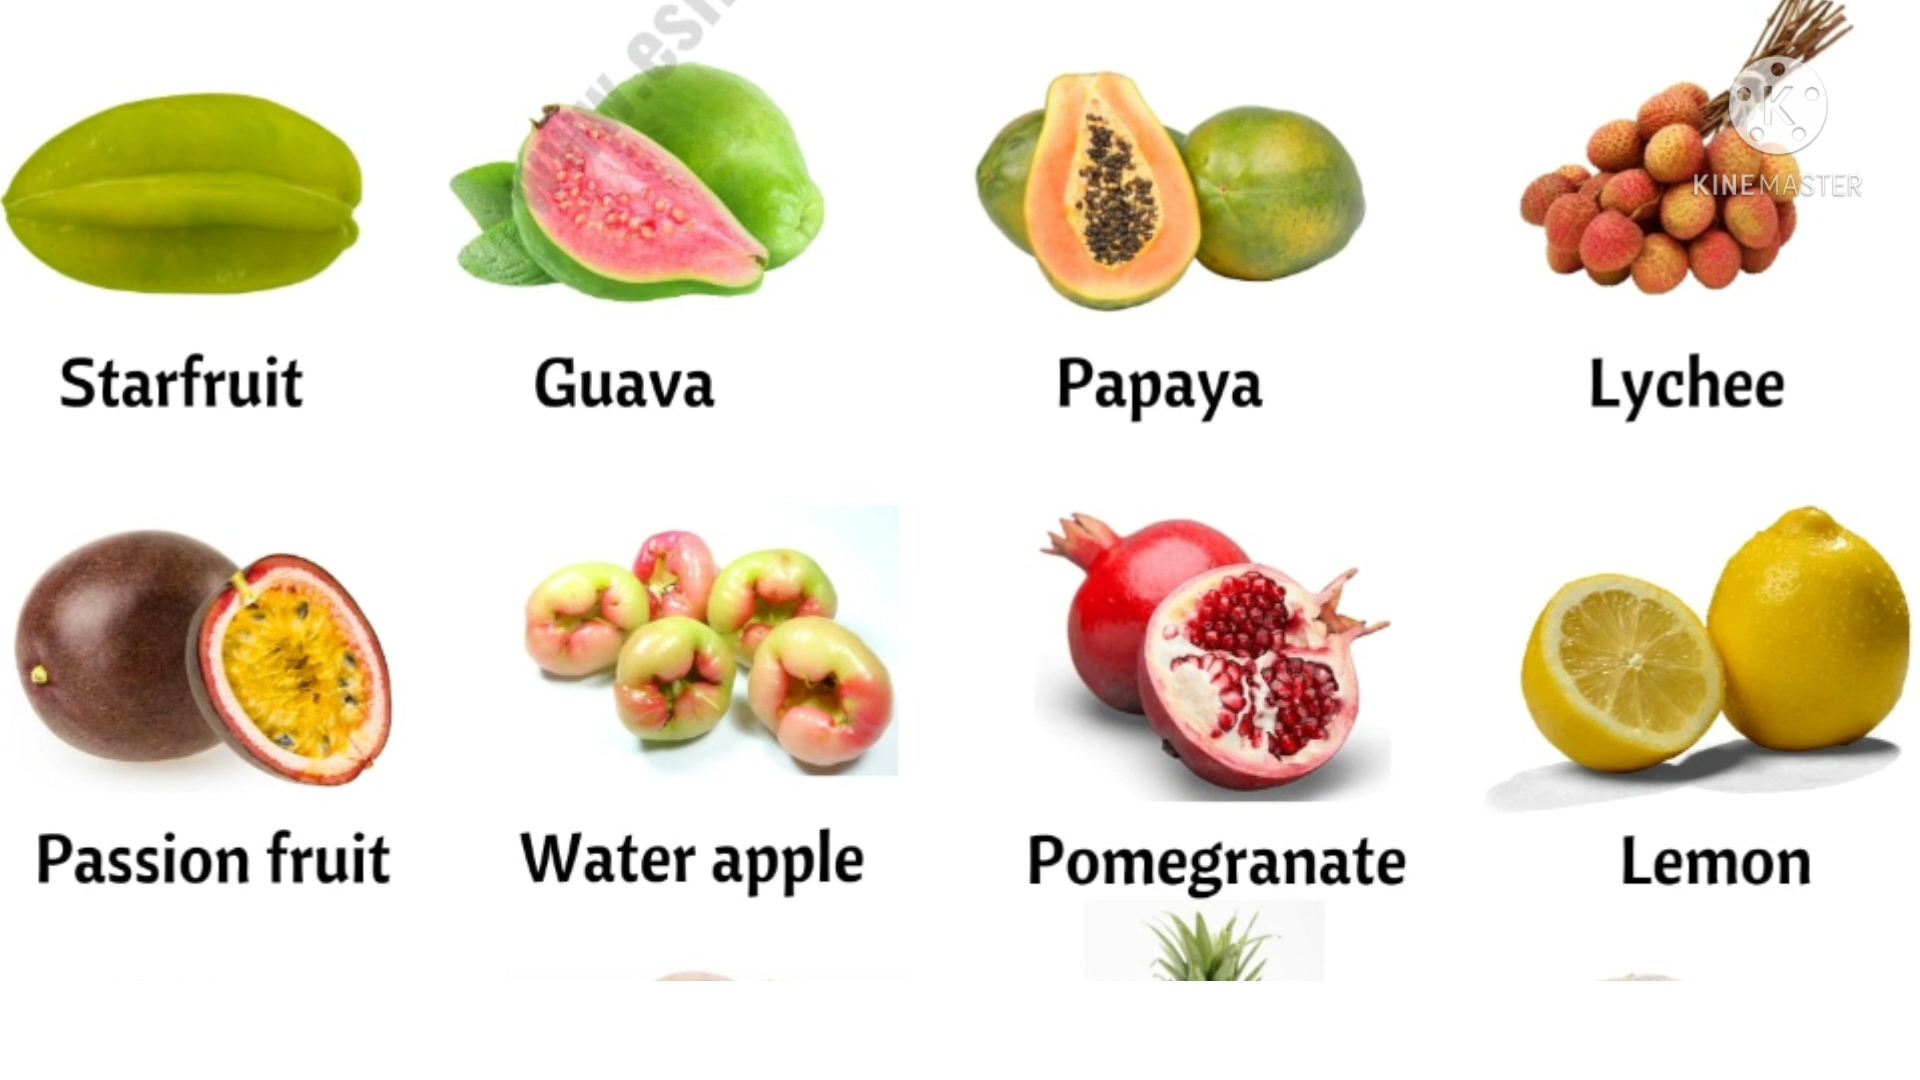 KINEMASTER
Starfruit
Guava
Papaya
Lychee
Passion fruit
Water apple
Pomegranate
Lemon